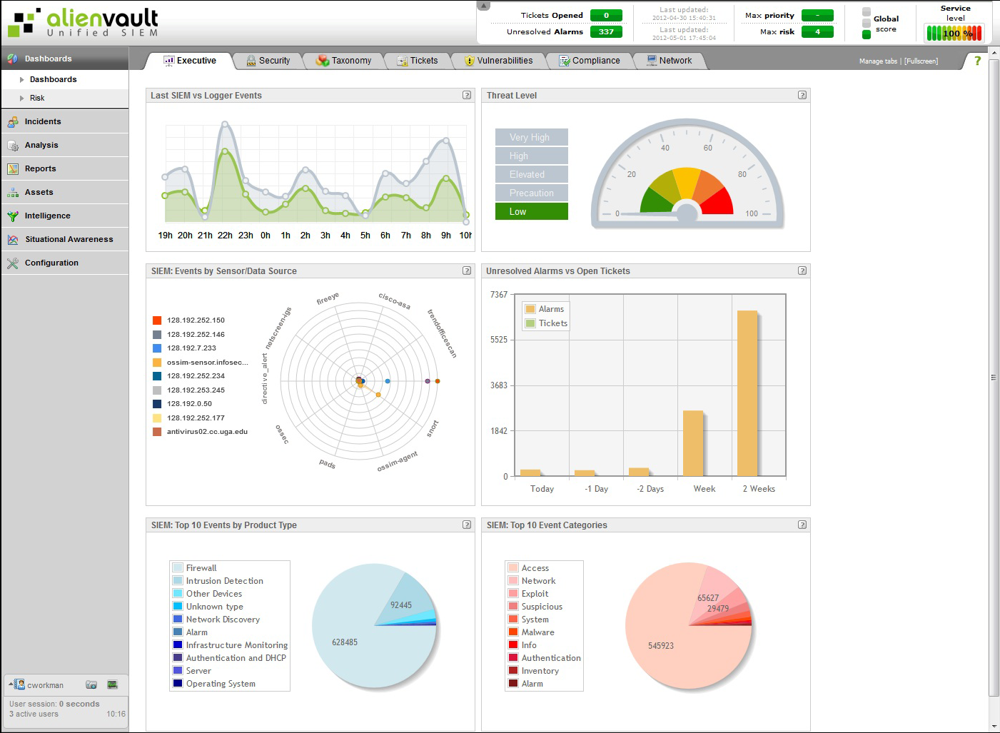 alienvault
Unified SIEM
Tickets Opened 0
Unresolved Alarms 337
Last updated:
2012-04-30 15:40:31
Last updated:
2012-05-01 17:45:04
Max priority -
Max risk 4
Global
score
Service
level
100 %
Dashboards
Dashboards
Risk
Incidents
Analysis
Reports
Assets
Intelligence
Situational Awareness
Configuration
Executive Security Taxonomy Tickets Vulnerabilities Compliance Network
Manage tabs | [Fullscreen]
?
Last SIEM vs Logger Events ?
19h 20h 21h 22h 23h 0h 1h 2h 3h 4h 5h 6h 7h 8h 9h 10h
Threat Level ?
Very High
High
Elevated
Precaution
Low
0 20 40 60 80 100
SIEM: Events by Sensor/Data Source ?
128.192.252.150
128.192.252.146
128.192.7.233
ossim-sensor.infosec...
128.192.252.234
128.192.253.245
128.192.0.50
128.192.252.177
antivirus02.cc.uga.edu
fireeye
cisco-asa
trendofficescan
netscreen-igs
directive_alert
ossec
pads
ossim-agent
snort
Unresolved Alarms vs Open Tickets ?
7367
5525
3683
1842
0
Alarms
Tickets
Today -1 Day -2 Days Week 2 Weeks
SIEM: Top 10 Events by Product Type ?
Firewall
Intrusion Detection
Other Devices
Unknown type
Network Discovery
Alarm
Infrastructure Monitoring
Authentication and DHCP
Server
Operating System
92445
628485
SIEM: Top 10 Event Categories ?
Access
Network
Exploit
Suspicious
System
Malware
Info
Authentication
Inventory
Alarm
65627
29479
545923
cworkman
User session: 0 seconds
3 active users 10:16